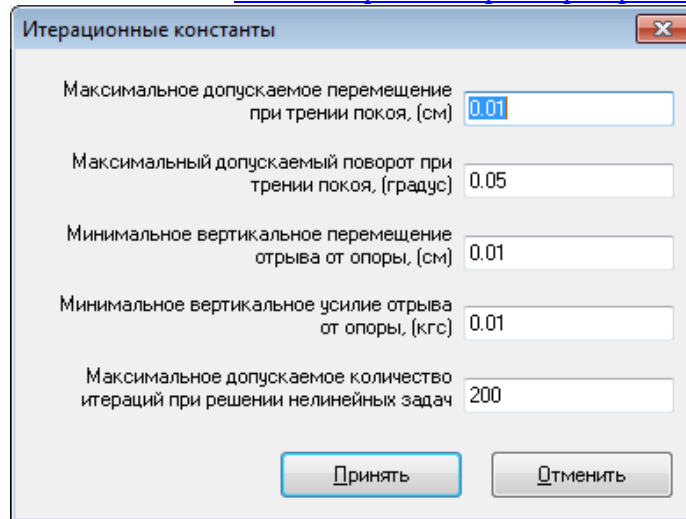 Итерационные константы
Максимальное допускаемое перемещение
при трении покоя, (см) 0.01
Максимальный допускаемый поворот при
трении покоя, (градус) 0.05
Минимальное вертикальное перемещение
отрыва от опоры, (см) 0.01
Минимальное вертикальное усилие отрыва
от опоры, (кгс) 0.01
Максимальное допускаемое количество
итераций при решении нелинейных задач 200
Принять Отменить